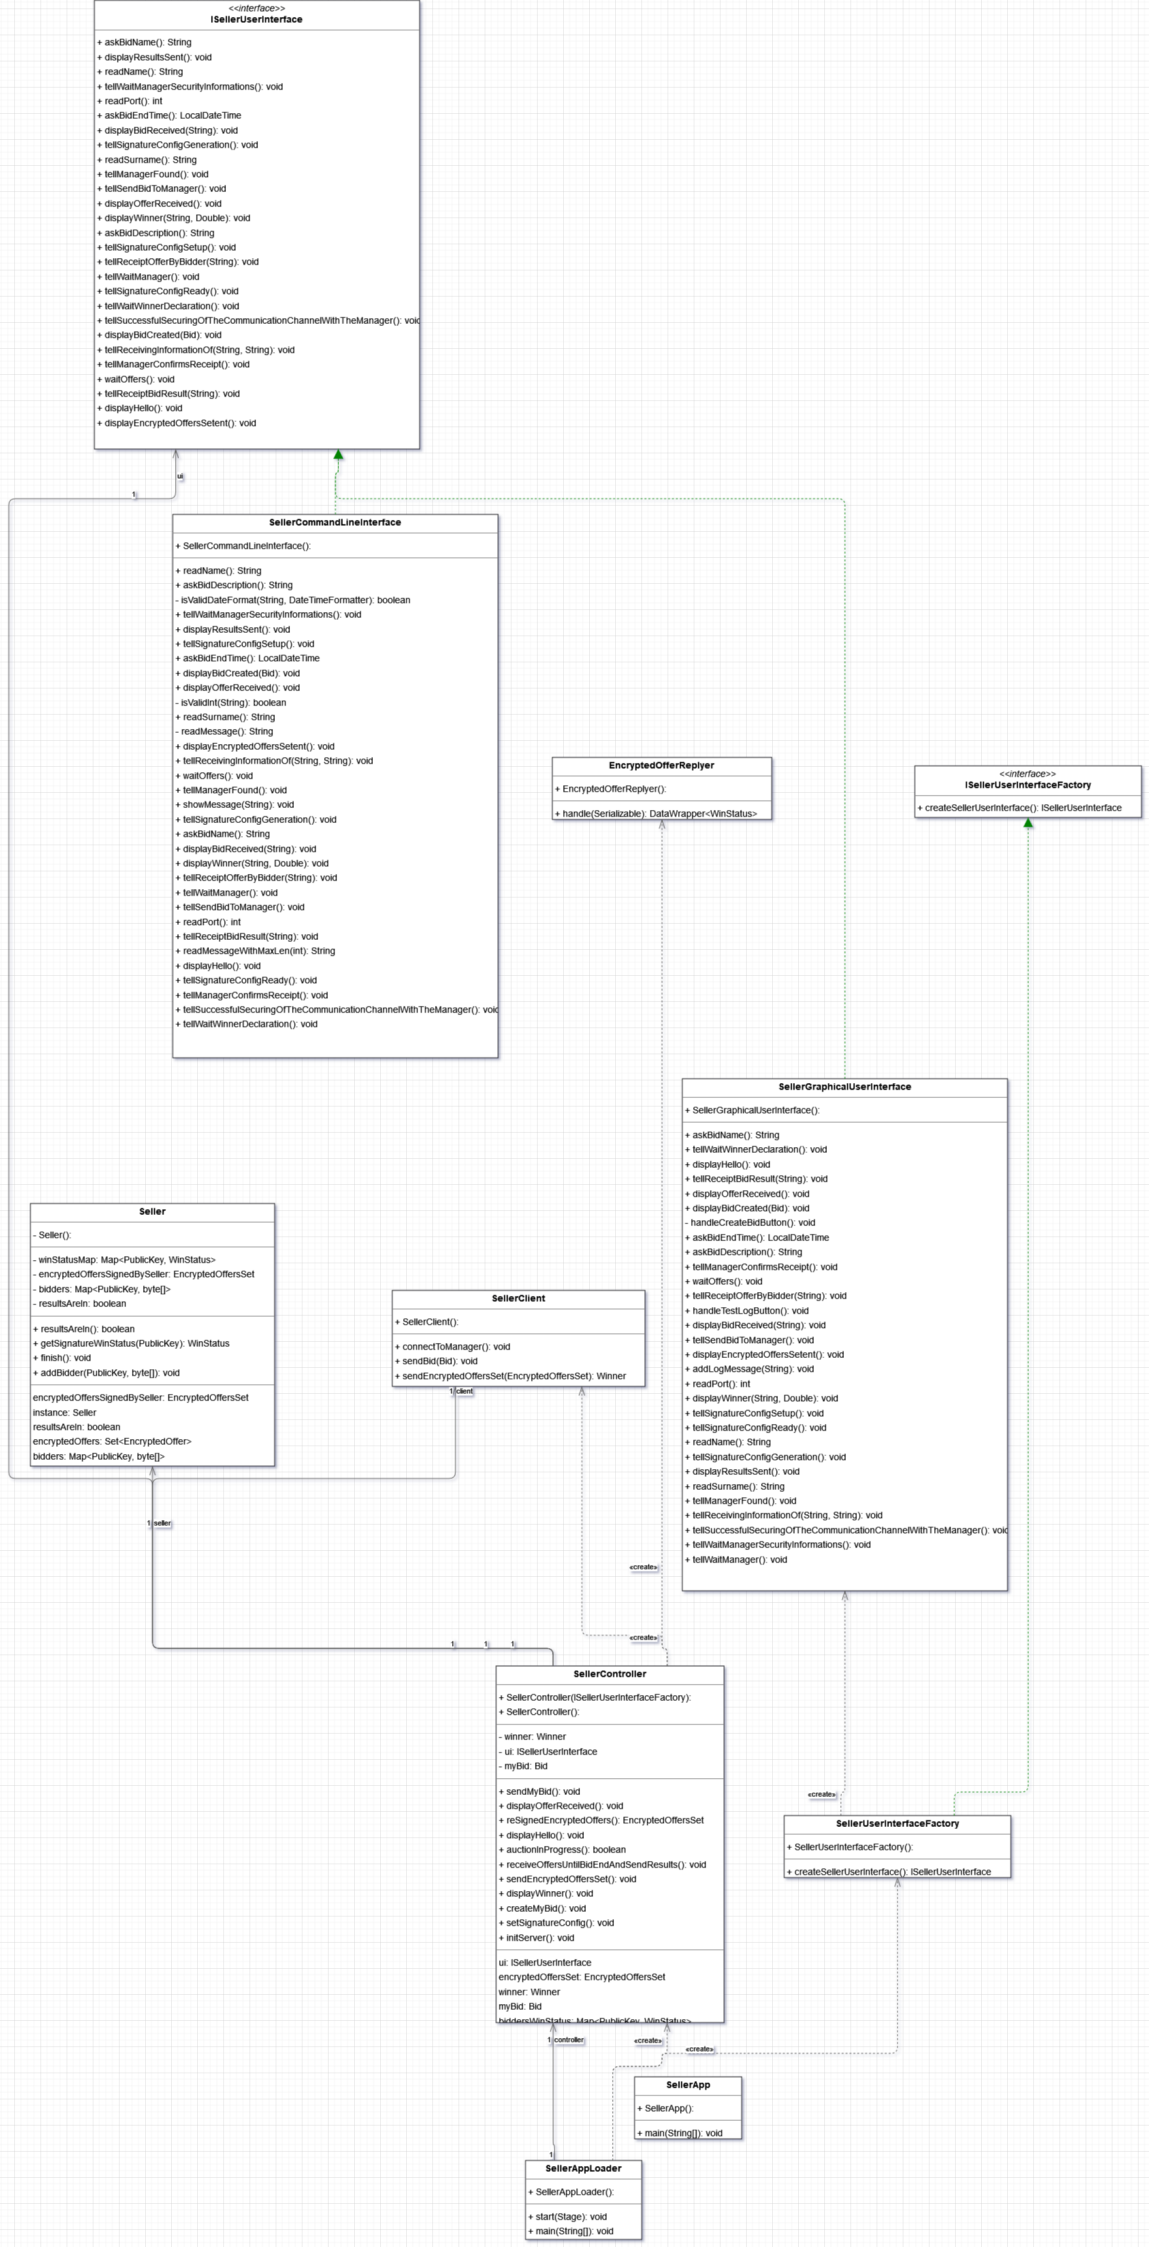 <<interface>>
ISellerUserInterface
+ askBidName(): String
+ displayResultsSent(): void
+ readName(): String
+ tellWaitManagerSecurityInformations(): void
+ readPort(): int
+ askBidEndTime(): LocalDateTime
+ displayBidReceived(String): void
+ tellSignatureConfigGeneration(): void
+ readSurname(): String
+ tellManagerFound(): void
+ tellSendBidToManager(): void
+ displayOfferReceived(): void
+ displayWinner(String, Double): void
+ askBidDescription(): String
+ tellSignatureConfigSetup(): void
+ tellReceiptOfferByBidder(String): void
+ tellWaitManager(): void
+ tellSignatureConfigReady(): void
+ tellWaitWinnerDeclaration(): void
+ tellSuccessfulSecuringOfTheCommunicationChannelWithTheManager(): void
+ displayBidCreated(Bid): void
+ tellReceivingInformationOf(String, String): void
+ tellManagerConfirmsReceipt(): void
+ waitOffers(): void
+ tellReceiptBidResult(String): void
+ displayHello(): void
+ displayEncryptedOffersSetent(): void
ui
1
SellerCommandLineInterface
+ SellerCommandLineInterface():
+ readName(): String
+ askBidDescription(): String
- isValidDateFormat(String, DateTimeFormatter): boolean
+ tellWaitManagerSecurityInformations(): void
+ displayResultsSent(): void
+ tellSignatureConfigSetup(): void
+ askBidEndTime(): LocalDateTime
+ displayBidCreated(Bid): void
+ displayOfferReceived(): void
- isValidInt(String): boolean
+ readSurname(): String
- readMessage(): String
+ displayEncryptedOffersSetent(): void
+ tellReceivingInformationOf(String, String): void
+ waitOffers(): void
+ tellManagerFound(): void
+ showMessage(String): void
+ tellSignatureConfigGeneration(): void
+ askBidName(): String
+ displayBidReceived(String): void
+ displayWinner(String, Double): void
+ tellReceiptOfferByBidder(String): void
+ tellWaitManager(): void
+ tellSendBidToManager(): void
+ readPort(): int
+ tellReceiptBidResult(String): void
+ readMessageWithMaxLen(int): String
+ displayHello(): void
+ tellSignatureConfigReady(): void
+ tellManagerConfirmsReceipt(): void
+ tellSuccessfulSecuringOfTheCommunicationChannelWithTheManager(): void
+ tellWaitWinnerDeclaration(): void
EncryptedOfferReplyer
+ EncryptedOfferReplyer():
+ handle(Serializable): DataWrapper<WinStatus>
<<interface>>
ISellerUserInterfaceFactory
+ createSellerUserInterface(): ISellerUserInterface
SellerGraphicalUserInterface
+ SellerGraphicalUserInterface():
+ askBidName(): String
+ tellWaitWinnerDeclaration(): void
+ displayHello(): void
+ tellReceiptBidResult(String): void
+ displayOfferReceived(): void
+ displayBidCreated(Bid): void
- handleCreateBidButton(): void
+ askBidEndTime(): LocalDateTime
+ askBidDescription(): String
+ tellManagerConfirmsReceipt(): void
+ waitOffers(): void
+ tellReceiptOfferByBidder(String): void
+ handleTestLogButton(): void
+ displayBidReceived(String): void
+ tellSendBidToManager(): void
+ displayEncryptedOffersSetent(): void
+ addLogMessage(String): void
+ readPort(): int
+ displayWinner(String, Double): void
+ tellSignatureConfigSetup(): void
+ tellSignatureConfigReady(): void
+ readName(): String
+ tellSignatureConfigGeneration(): void
+ displayResultsSent(): void
+ readSurname(): String
+ tellManagerFound(): void
+ tellReceivingInformationOf(String, String): void
+ tellSuccessfulSecuringOfTheCommunicationChannelWithTheManager(): void
+ tellWaitManagerSecurityInformations(): void
+ tellWaitManager(): void
Seller
- Seller():
- winStatusMap: Map<PublicKey, WinStatus>
- encryptedOffersSignedBySeller: EncryptedOffersSet
- bidders: Map<PublicKey, byte[]>
- resultsAreIn: boolean
+ resultsAreIn(): boolean
+ getSignatureWinStatus(PublicKey): WinStatus
+ finish(): void
+ addBidder(PublicKey, byte[]): void
encryptedOffersSignedBySeller: EncryptedOffersSet
instance: Seller
resultsAreIn: boolean
encryptedOffers: Set<EncryptedOffer>
bidders: Map<PublicKey, byte[]>
SellerClient
+ SellerClient():
+ connectToManager(): void
+ sendBid(Bid): void
+ sendEncryptedOffersSet(EncryptedOffersSet): Winner
1 client
1 seller
«create»
«create»
1 1 1
SellerController
+ SellerController(ISellerUserInterfaceFactory):
+ SellerController():
- winner: Winner
- ui: ISellerUserInterface
- myBid: Bid
+ sendMyBid(): void
+ displayOfferReceived(): void
+ reSignedEncryptedOffers(): EncryptedOffersSet
+ displayHello(): void
+ auctionInProgress(): boolean
+ receiveOffersUntilBidEndAndSendResults(): void
+ sendEncryptedOffersSet(): void
+ displayWinner(): void
+ createMyBid(): void
+ setSignatureConfig(): void
+ initServer(): void
ui: ISellerUserInterface
encryptedOffersSet: EncryptedOffersSet
winner: Winner
myBid: Bid
biddersWinStatus: Map<PublicKey, WinStatus>
«create»
SellerUserInterfaceFactory
+ SellerUserInterfaceFactory():
+ createSellerUserInterface(): ISellerUserInterface
1 controller
«create»
«create»
SellerApp
+ SellerApp():
+ main(String[]): void
1
SellerAppLoader
+ SellerAppLoader():
+ start(Stage): void
+ main(String[]): void